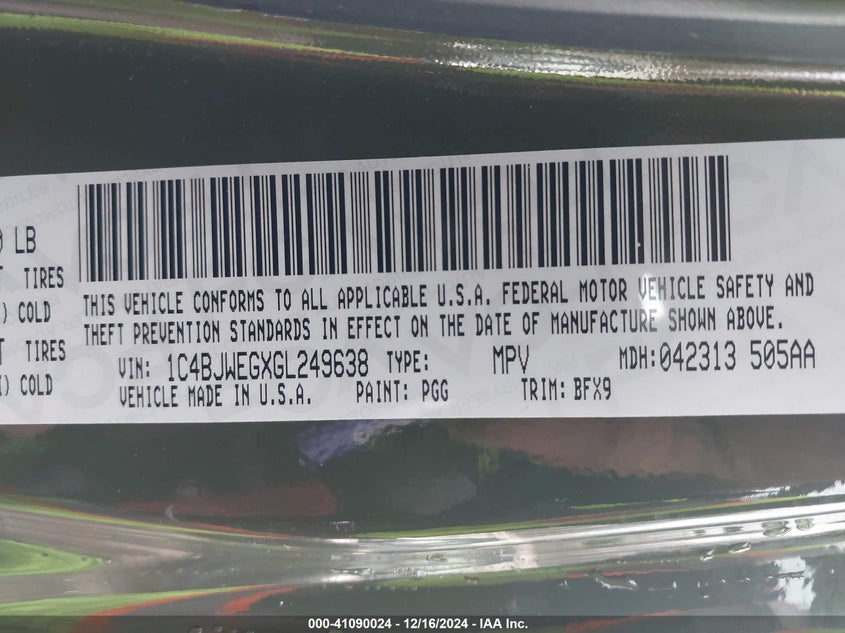 LB
TIRES
) COLD
TIRES
) COLD
THIS VEHICLE CONFORMS TO ALL APPLICABLE U.S.A. FEDERAL MOTOR VEHICLE SAFETY AND
THEFT PREVENTION STANDARDS IN EFFECT ON THE DATE OF MANUFACTURE SHOWN ABOVE.
VIN: 1C4BJWEGXGL249638 TYPE: MPV MDH:042313 505AA
VEHICLE MADE IN U.S.A. PAINT: PGG TRIM: BFX9
000-41090024 - 12/16/2024 - IAA Inc.